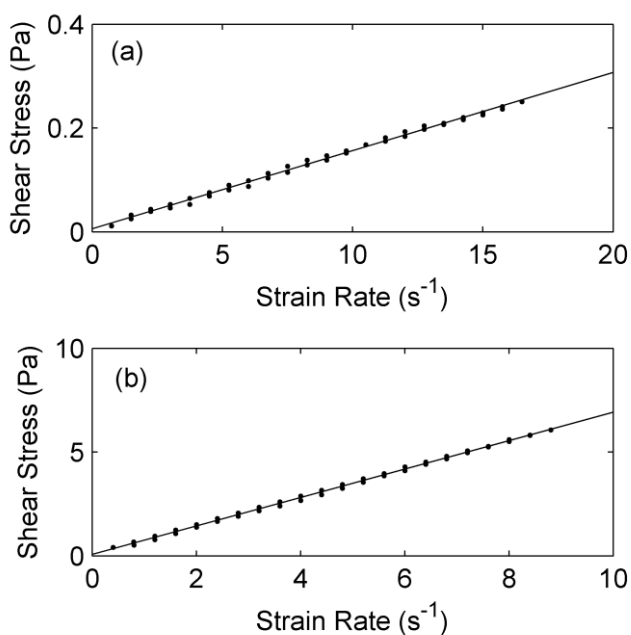 (a)
Shear Stress (Pa)
0.4
0.2
0
0 5 10 15 20
Strain Rate (s⁻¹)
(b)
Shear Stress (Pa)
10
5
0
0 2 4 6 8 10
Strain Rate (s⁻¹)